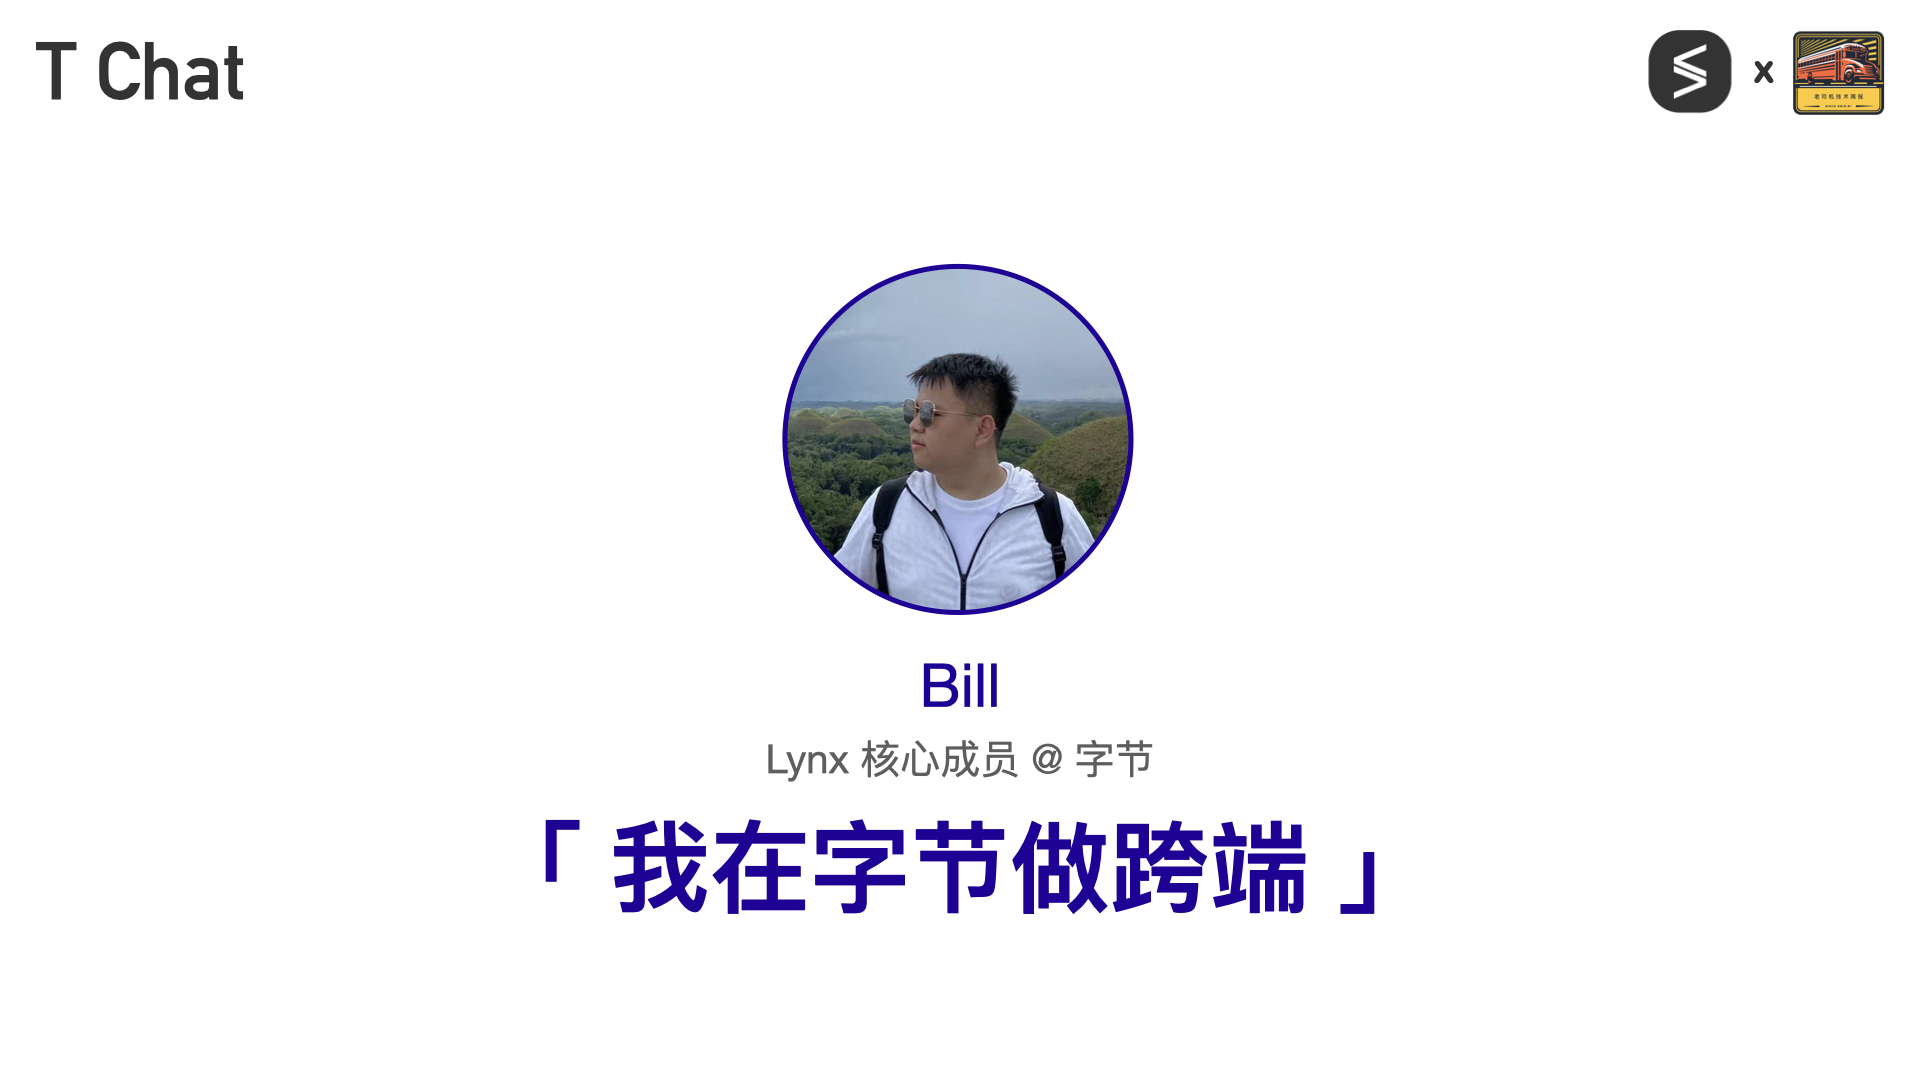 T Chat
x
老司机技术周报
Bill
Lynx 核心成员 @ 字节
「 我在字节做跨端 」